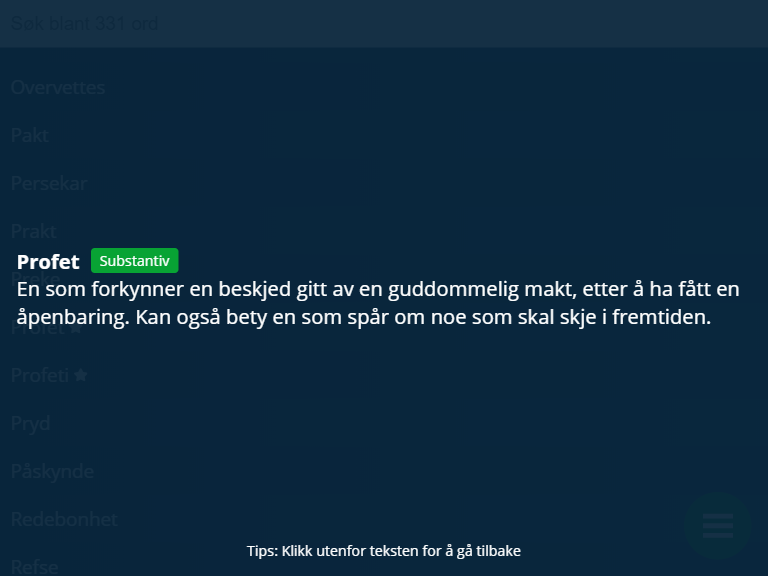 Søk blant 331 ord
Overvettes
Pakt
Persekar
Prakt
Profet Substantiv
En som forkynner en beskjed gitt av en guddommelig makt, etter å ha fått en
åpenbaring. Kan også bety en som spår om noe som skal skje i fremtiden.
Profeti
Pryd
Påskynde
Redebonhet
Tips: Klikk utenfor teksten for å gå tilbake
Refse